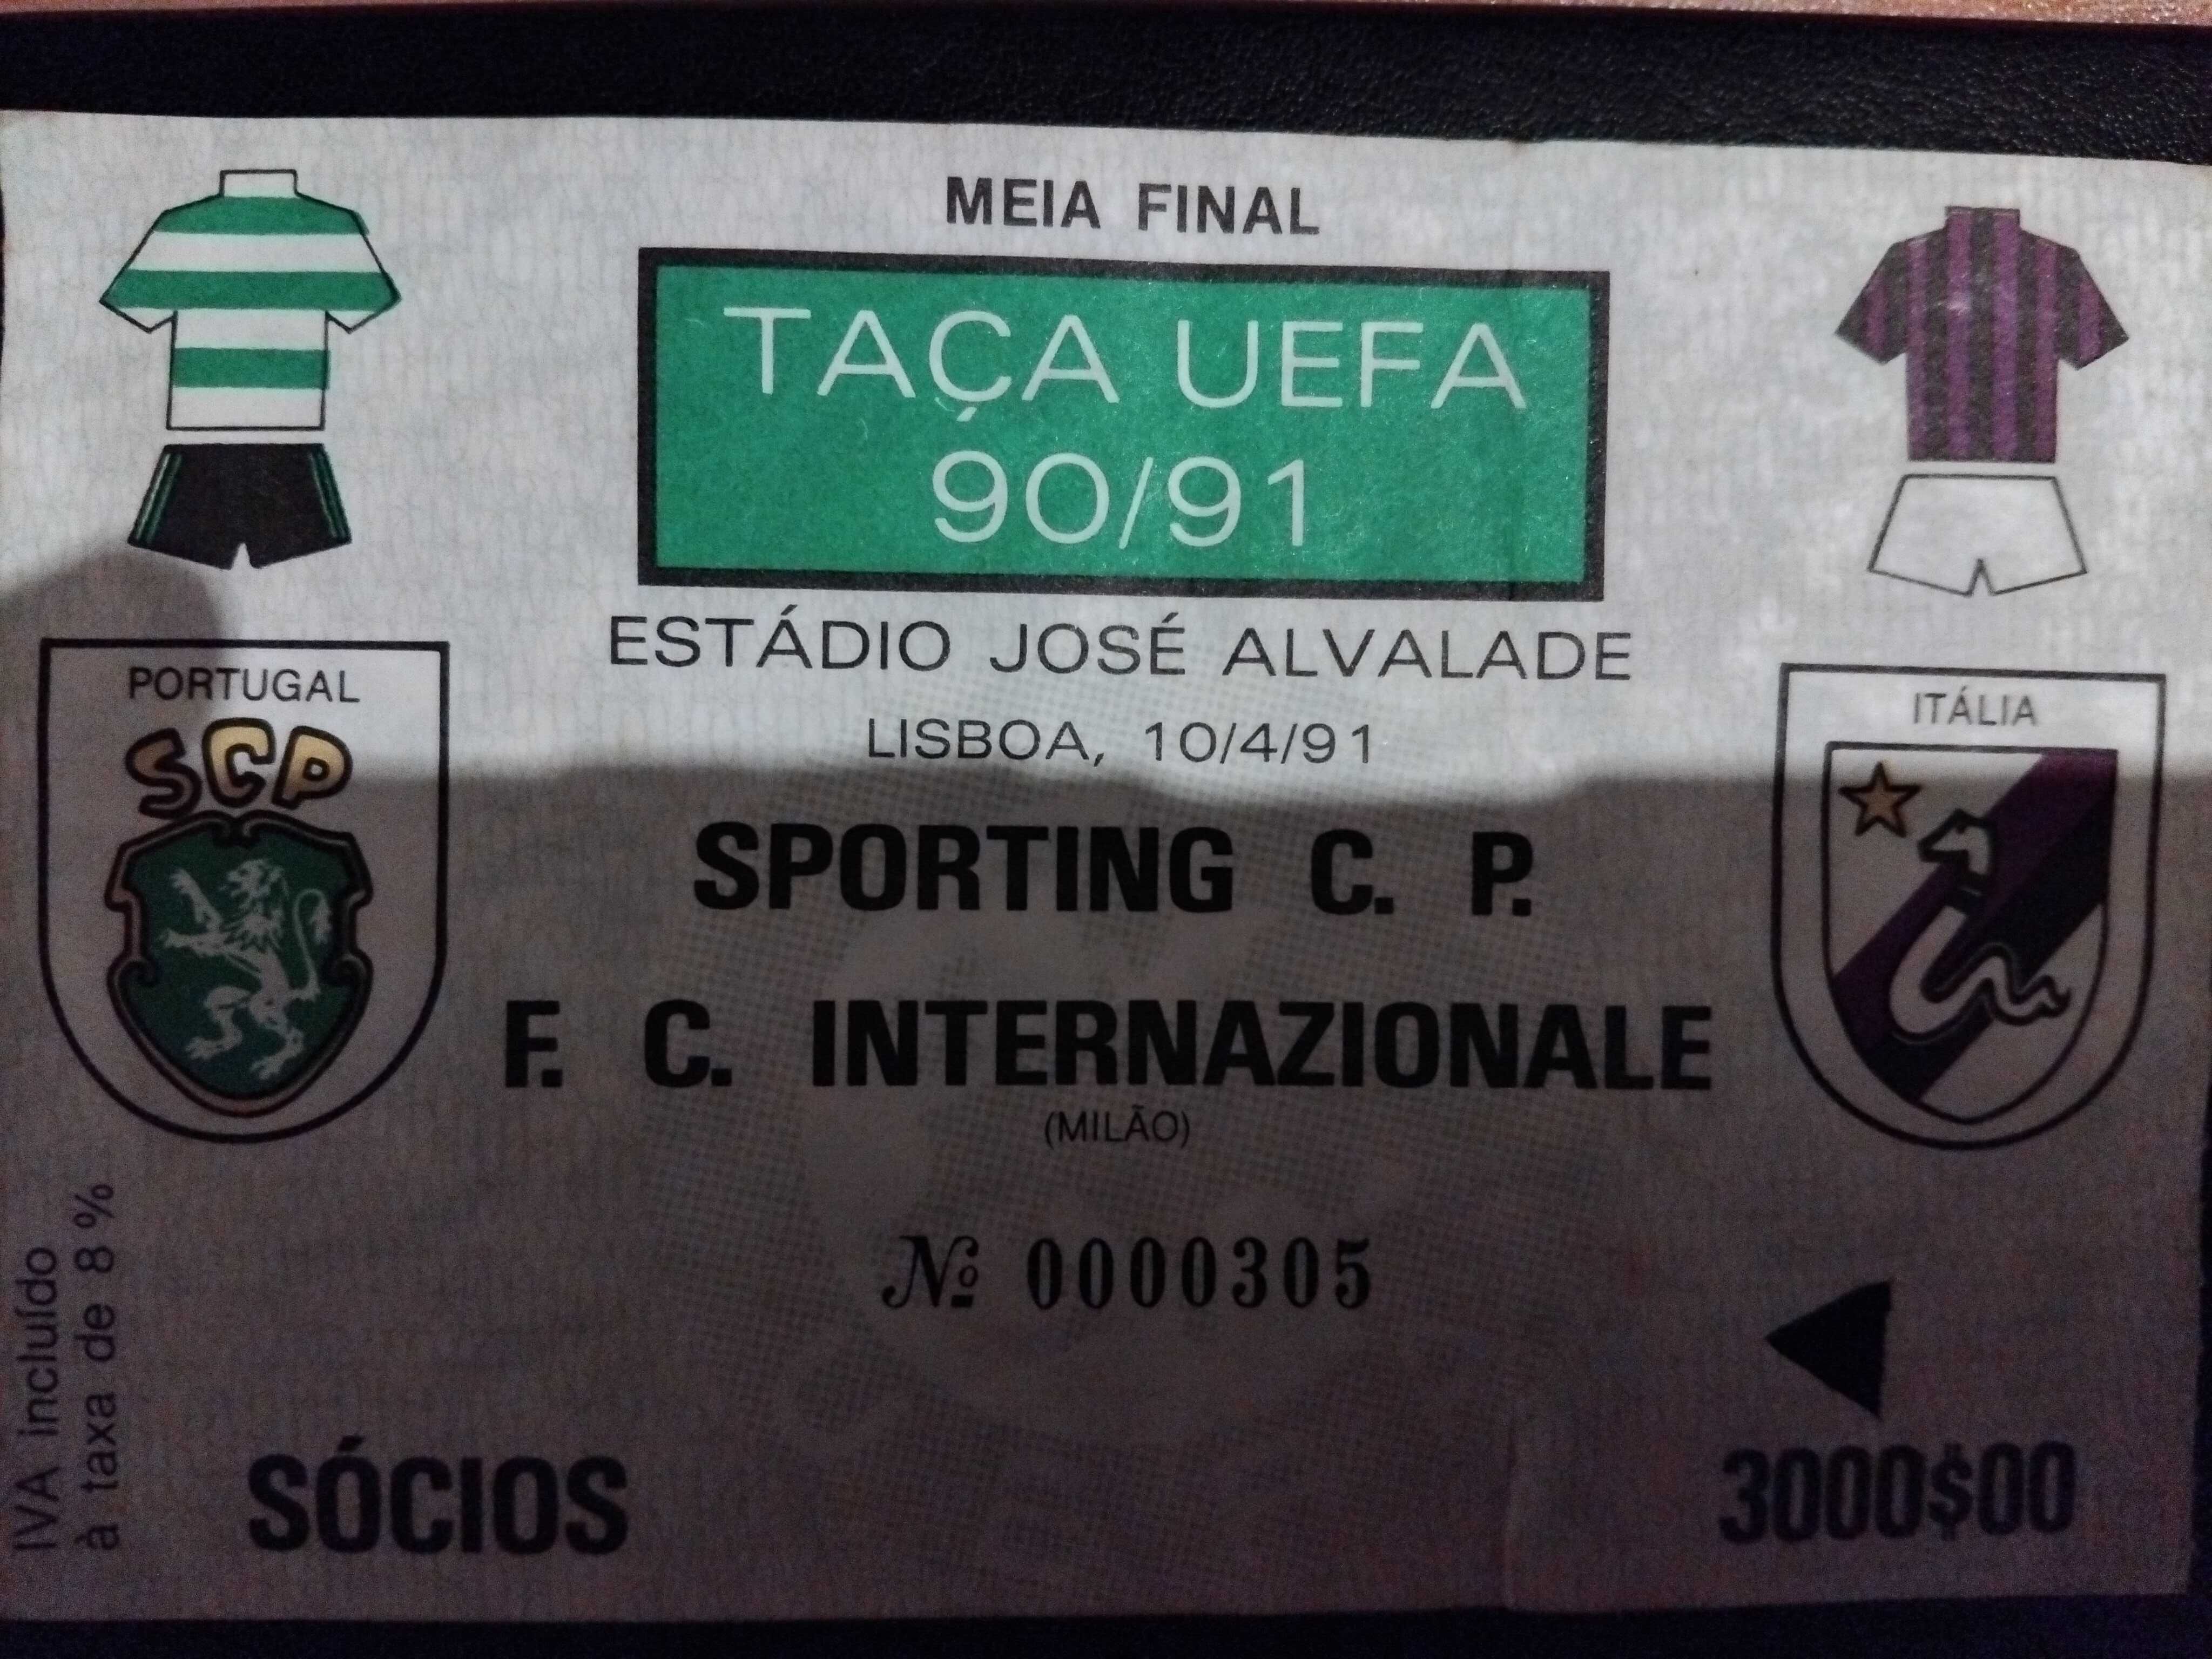 MEIA FINAL
TAÇA UEFA
90/91
ESTÁDIO JOSÉ ALVALADE
LISBOA, 10/4/91
PORTUGAL
SCP
ITÁLIA
SPORTING C. P.
F. C. INTERNAZIONALE
(MILÃO)
Nº 0000305
IVA incluído
à taxa de 8%
SÓCIOS
3000$00